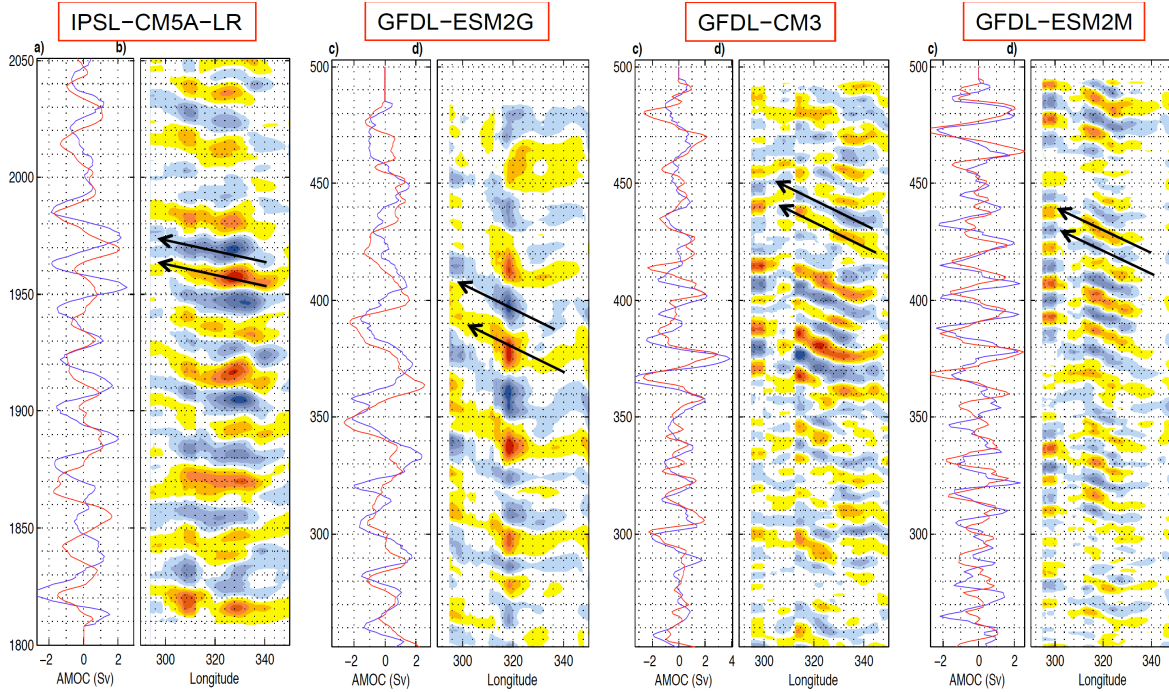 IPSL−CM5A−LR
GFDL−ESM2G
GFDL−CM3
GFDL−ESM2M
a) b) c) d) c) d) c) d)
2050
2000
1950
1900
1850
1800
−2 0 2
AMOC (Sv)
300 320 340
Longitude
500
450
400
350
300
−2 0 2
AMOC (Sv)
300 320 340
Longitude
500
450
400
350
300
−2 0 2 4
AMOC (Sv)
300 320 340
Longitude
500
450
400
350
300
−2 0 2
AMOC (Sv)
300 320 340
Longitude